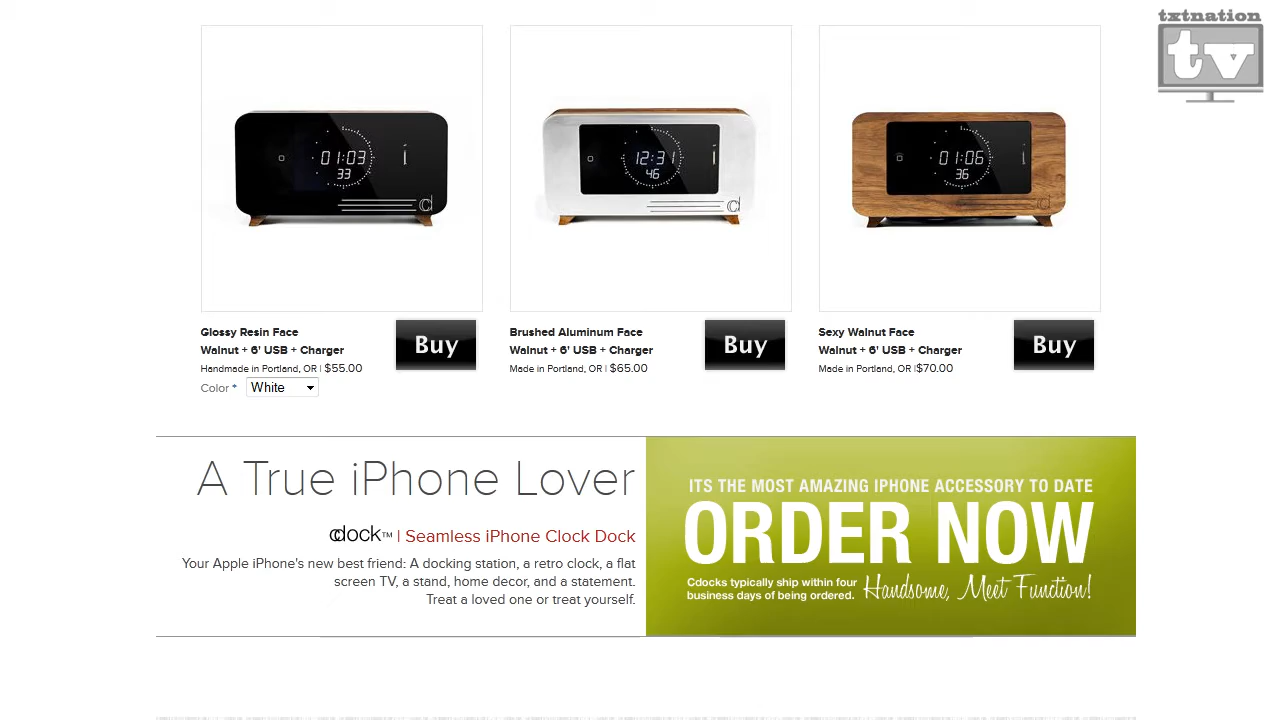 txtnation
tv
01:03
33
12:31
46
01:06
36
Glossy Resin Face
Walnut + 6' USB + Charger
Handmade in Portland, OR | $55.00
Color * White
Buy
Brushed Aluminum Face
Walnut + 6' USB + Charger
Made in Portland, OR | $65.00
Buy
Sexy Walnut Face
Walnut + 6' USB + Charger
Made in Portland, OR |$70.00
Buy
A True iPhone Lover
cdock™ | Seamless iPhone Clock Dock
Your Apple iPhone's new best friend: A docking station, a retro clock, a flat
screen TV, a stand, home decor, and a statement.
Treat a loved one or treat yourself.
ITS THE MOST AMAZING IPHONE ACCESSORY TO DATE
ORDER NOW
Cdocks typically ship within four
business days of being ordered.
Handsome, Meet Function!